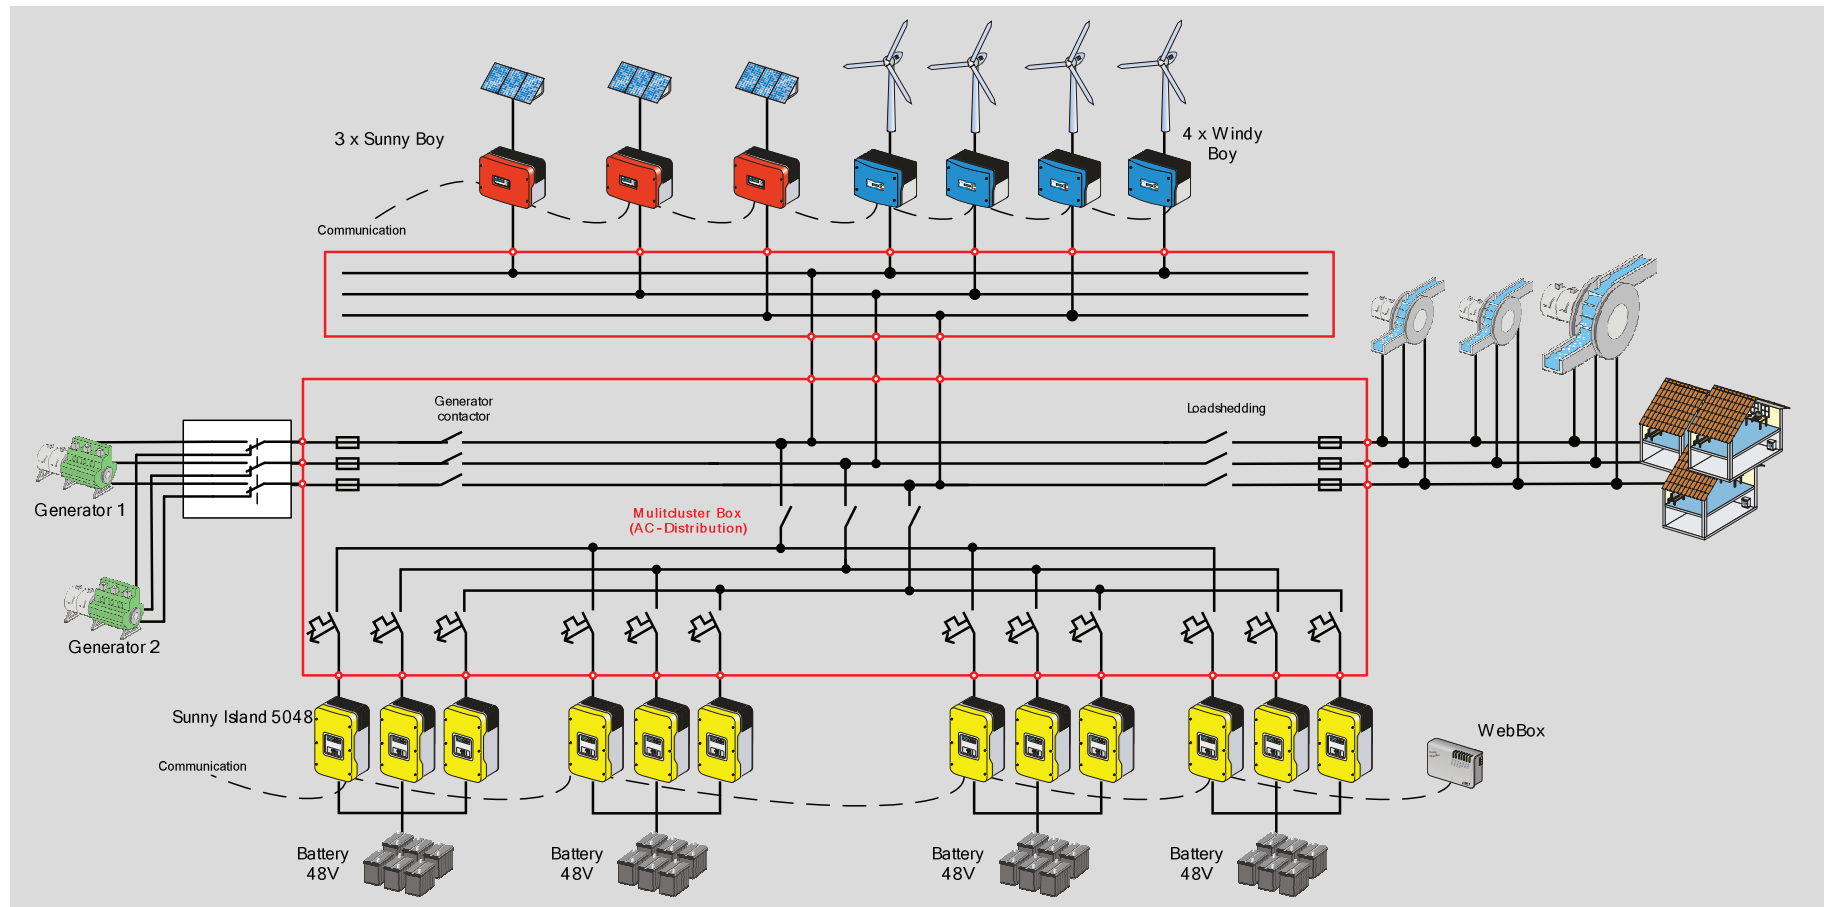 3 x Sunny Boy
4 x Windy
Boy
Communication
Generator
contactor
Loadshedding
Generator 1
Mulitcluster Box
(AC-Distribution)
Generator 2
Sunny Island 5048
WebBox
Communication
Battery
48V
Battery
48V
Battery
48V
Battery
48V